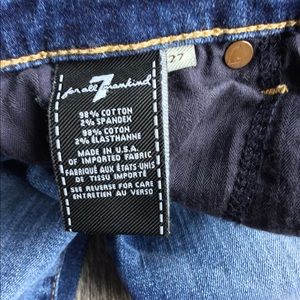 for all 7 mankind
27
98% COTTON
2% SPANDEX
98% COTON
2% ÉLASTHANNE
MADE IN U.S.A.
OF IMPORTED FABRIC
FABRIQUÉ AUX ÉTATS-UNIS
DE TISSU IMPORTÉ
SEE REVERSE FOR CARE
ENTRETIEN AU VERSO